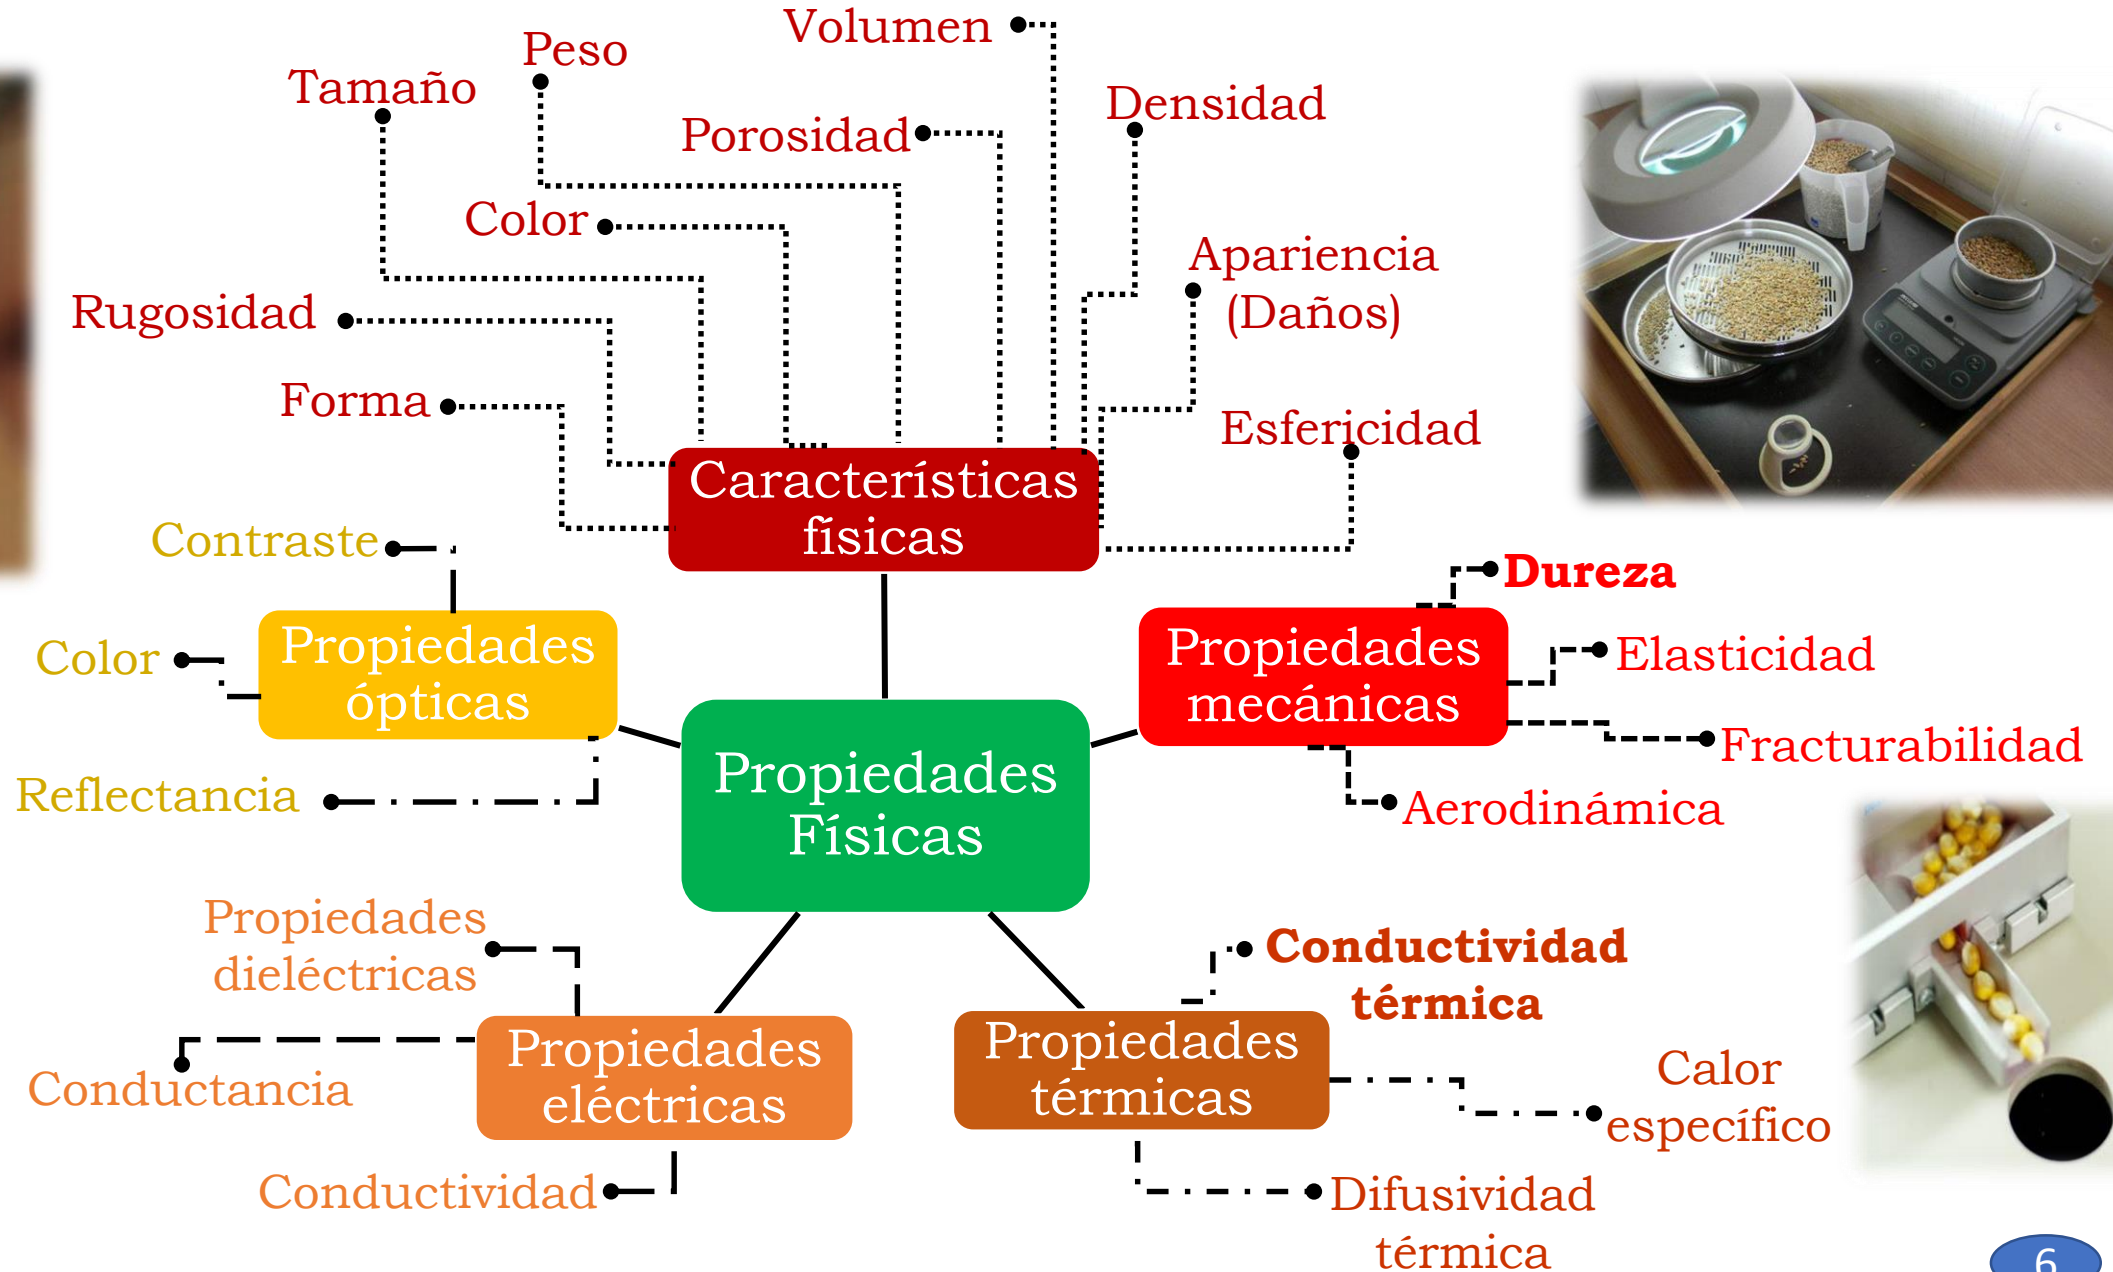 Volumen
Peso
Tamaño
Densidad
Porosidad
Color
Apariencia
(Daños)
Rugosidad
Forma
Esfericidad
Características
físicas
Contraste
Dureza
Propiedades
ópticas
Color
Propiedades
mecánicas
Elasticidad
Fracturabilidad
Reflectancia
Propiedades
Físicas
Aerodinámica
Propiedades
dieléctricas
Conductividad
térmica
Conductancia
Propiedades
eléctricas
Propiedades
térmicas
Calor
específico
Conductividad
Difusividad
térmica
6